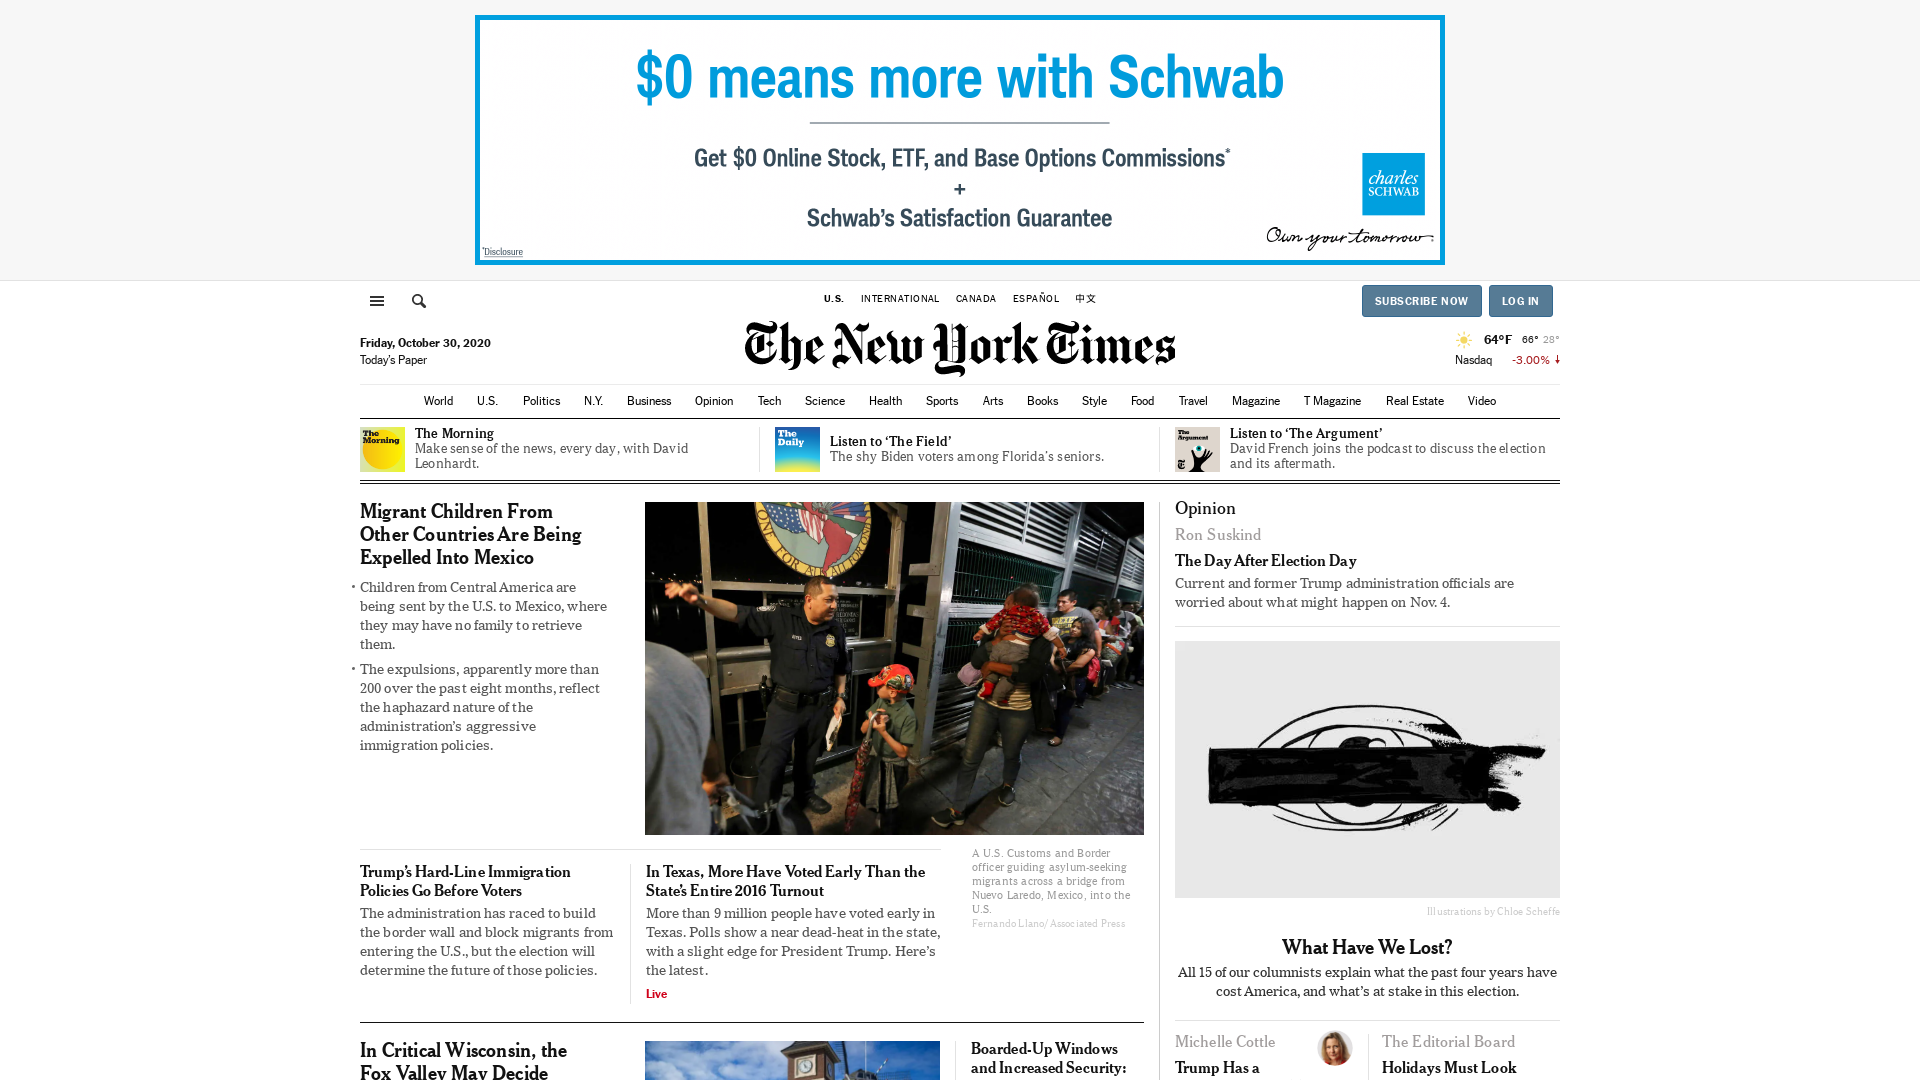 $0 means more with Schwab
Get $0 Online Stock, ETF, and Base Options Commissions*
+
Schwab's Satisfaction Guarantee
charles
SCHWAB
Own your tomorrow
*Disclosure
U.S. INTERNATIONAL CANADA ESPAÑOL 中文
SUBSCRIBE NOW LOG IN
Friday, October 30, 2020
Today's Paper
The New York Times
64°F 66° 28°
Nasdaq -3.00%
World U.S. Politics N.Y. Business Opinion Tech Science Health Sports Arts Books Style Food Travel Magazine T Magazine Real Estate Video
The
Morning
The Morning
Make sense of the news, every day, with David
Leonhardt.
The
Daily
Listen to ‘The Field’
The shy Biden voters among Florida's seniors.
The
Argument
Listen to ‘The Argument’
David French joins the podcast to discuss the election
and its aftermath.
Migrant Children From
Other Countries Are Being
Expelled Into Mexico
• Children from Central America are
being sent by the U.S. to Mexico, where
they may have no family to retrieve
them.
• The expulsions, apparently more than
200 over the past eight months, reflect
the haphazard nature of the
administration's aggressive
immigration policies.
A U.S. Customs and Border
officer guiding asylum-seeking
migrants across a bridge from
Nuevo Laredo, Mexico, into the
U.S.
Fernando Llano/Associated Press
Trump's Hard-Line Immigration
Policies Go Before Voters
The administration has raced to build
the border wall and block migrants from
entering the U.S., but the election will
determine the future of those policies.
In Texas, More Have Voted Early Than the
State's Entire 2016 Turnout
More than 9 million people have voted early in
Texas. Polls show a near dead-heat in the state,
with a slight edge for President Trump. Here's
the latest.
Live
In Critical Wisconsin, the
Fox Valley May Decide
Boarded-Up Windows
and Increased Security:
Opinion
Ron Suskind
The Day After Election Day
Current and former Trump administration officials are
worried about what might happen on Nov. 4.
Illustrations by Chloe Scheffe
What Have We Lost?
All 15 of our columnists explain what the past four years have
cost America, and what's at stake in this election.
Michelle Cottle
Trump Has a
The Editorial Board
Holidays Must Look